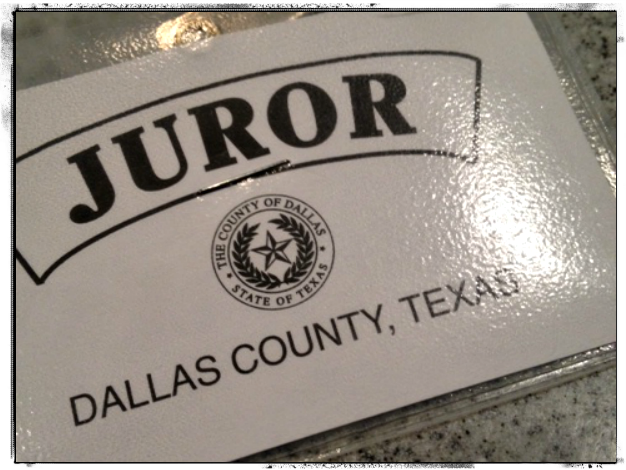 JUROR
THE COUNTY OF DALLAS
STATE OF TEXAS
DALLAS COUNTY, TEXAS